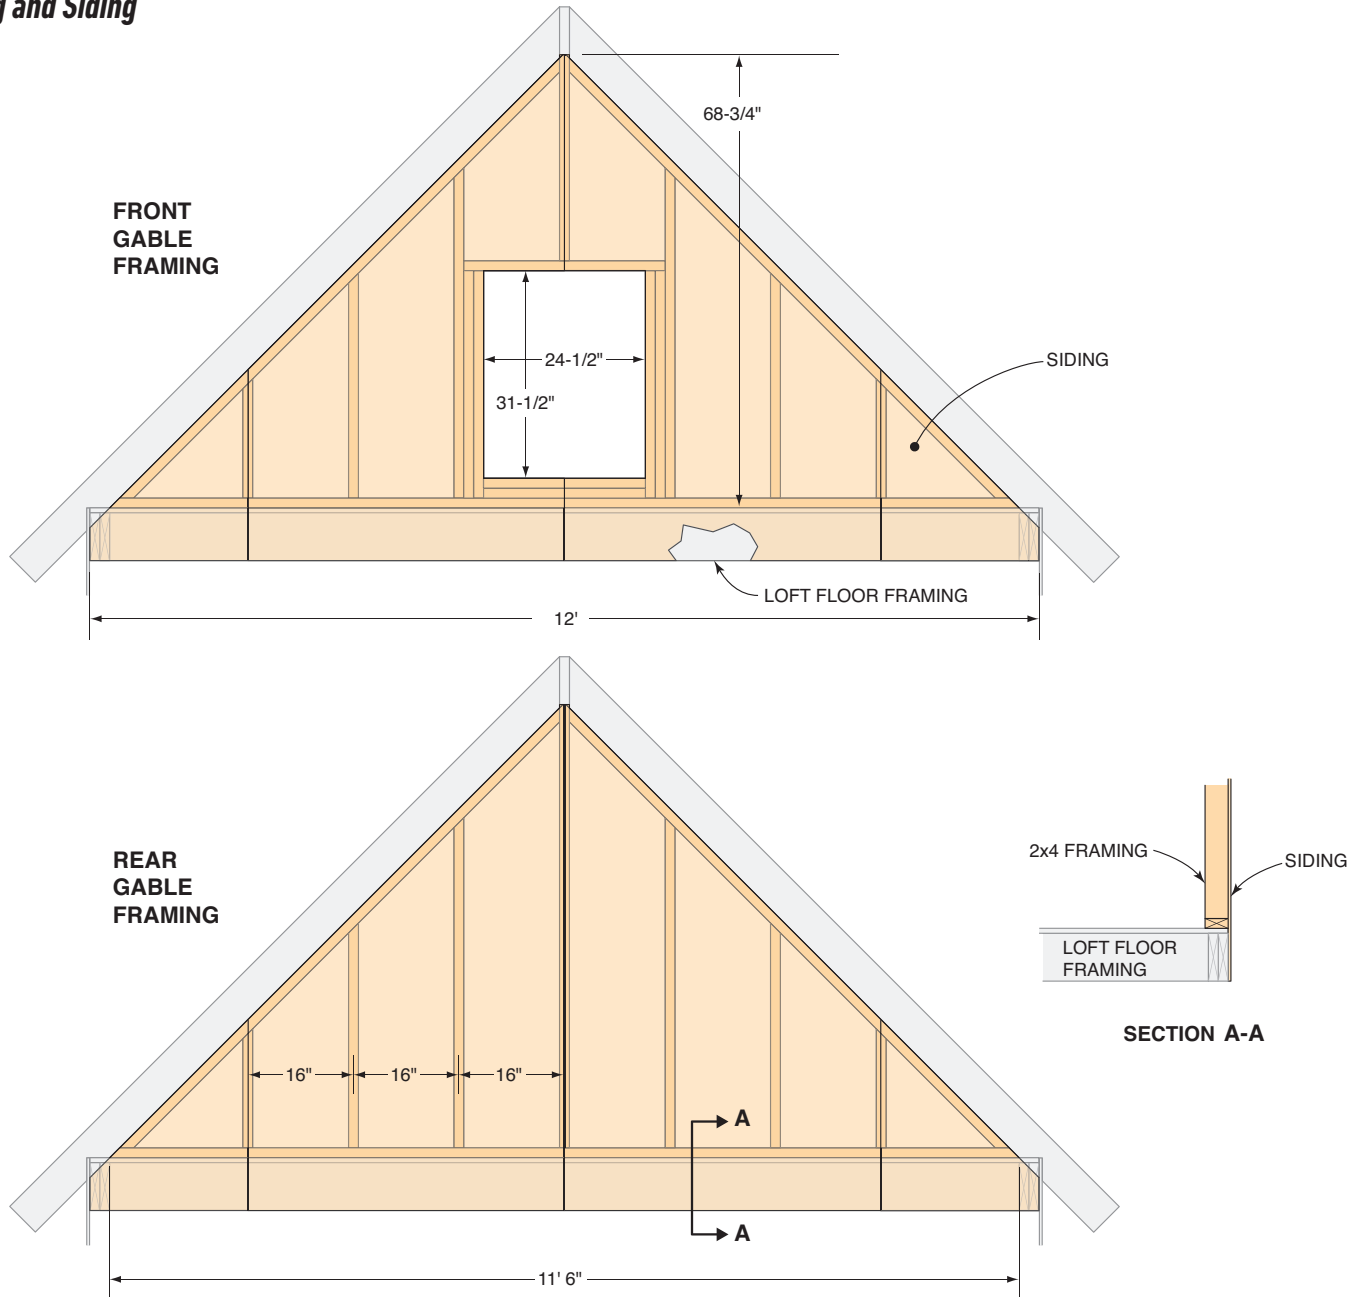 and Siding
68-3/4"
FRONT
GABLE
FRAMING
24-1/2"
SIDING
31-1/2"
LOFT FLOOR FRAMING
12'
REAR
GABLE
FRAMING
2x4 FRAMING
SIDING
LOFT FLOOR
FRAMING
SECTION A-A
16" 16" 16"
A
A
11' 6"